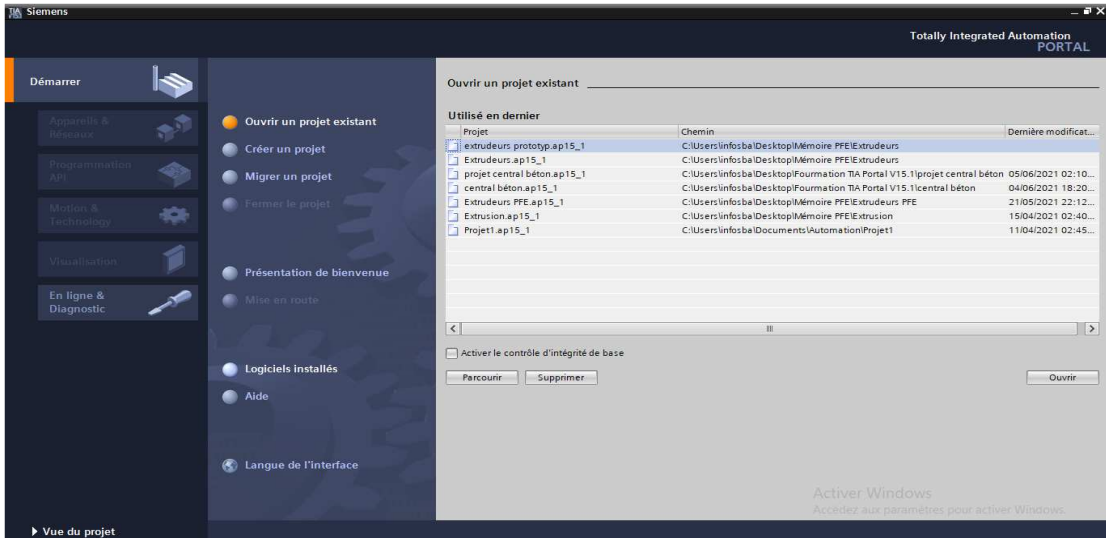 TIA
Siemens
Totally Integrated Automation
PORTAL
Démarrer
Appareils &
Réseaux
Programmation
API
Motion &
Technology
Visualisation
En ligne &
Diagnostic
Vue du projet
Ouvrir un projet existant
Créer un projet
Migrer un projet
Fermer le projet
Présentation de bienvenue
Mise en route
Logiciels installés
Aide
Langue de l'interface
Ouvrir un projet existant
Utilisé en dernier
Projet Chemin Dernière modificat...
extrudeurs prototyp.ap15_1 C:\Users\infosba\Desktop\Mémoire PFE\Extrudeurs
Extrudeurs.ap15_1 C:\Users\infosba\Desktop\Mémoire PFE\Extrudeurs
projet central béton.ap15_1 C:\Users\infosba\Desktop\Fourmation TIA Portal V15.1\projet central béton 05/06/2021 02:10...
central béton.ap15_1 C:\Users\infosba\Desktop\Fourmation TIA Portal V15.1\central béton 04/06/2021 18:20...
Extrudeurs PFE.ap15_1 C:\Users\infosba\Desktop\Mémoire PFE\Extrudeurs PFE 21/05/2021 22:12...
Extrusion.ap15_1 C:\Users\infosba\Desktop\Mémoire PFE\Extrusion 15/04/2021 02:40...
Projet1.ap15_1 C:\Users\infosba\Documents\Automation\Projet1 11/04/2021 02:45...
Activer le contrôle d'intégrité de base
Parcourir Supprimer Ouvrir
Activer Windows
Accédez aux paramètres pour activer Windows.